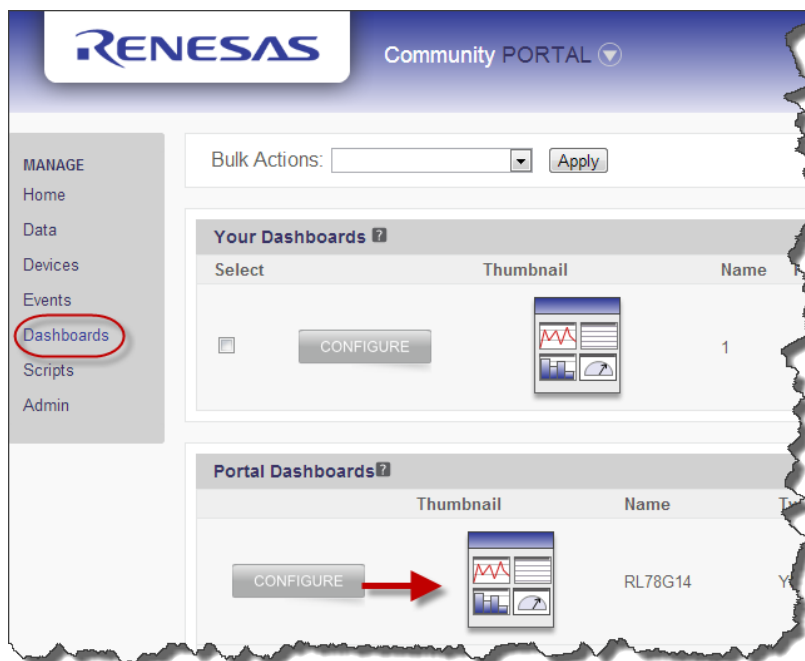 RENESAS
Community PORTAL
MANAGE
Home
Data
Devices
Events
Dashboards
Scripts
Admin
Bulk Actions:
Apply
Your Dashboards ?
Select Thumbnail Name
CONFIGURE 1
Portal Dashboards ?
Thumbnail Name
CONFIGURE RL78G14